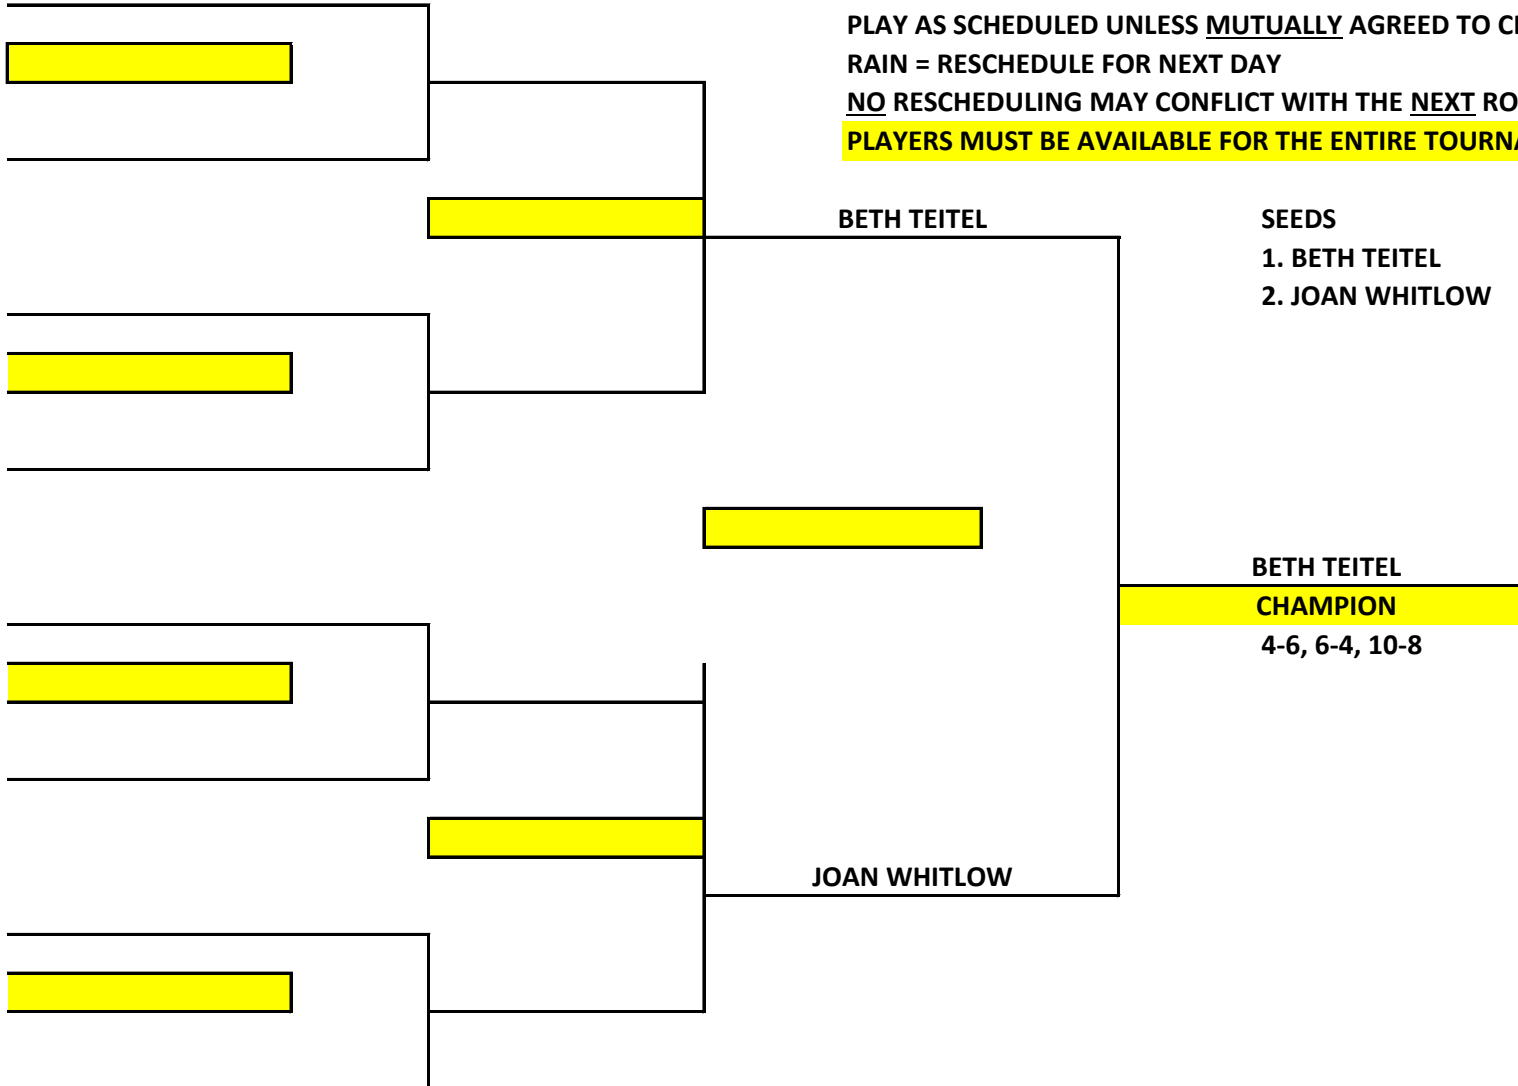 PLAY AS SCHEDULED UNLESS MUTUALLY AGREED TO
RAIN = RESCHEDULE FOR NEXT DAY
NO RESCHEDULING MAY CONFLICT WITH THE NEXT
PLAYERS MUST BE AVAILABLE FOR THE ENTIRE
BETH TEITEL
SEEDS
1. BETH TEITEL
2. JOAN WHITLOW
BETH TEITEL
CHAMPION
4-6, 6-4, 10-8
JOAN WHITLOW